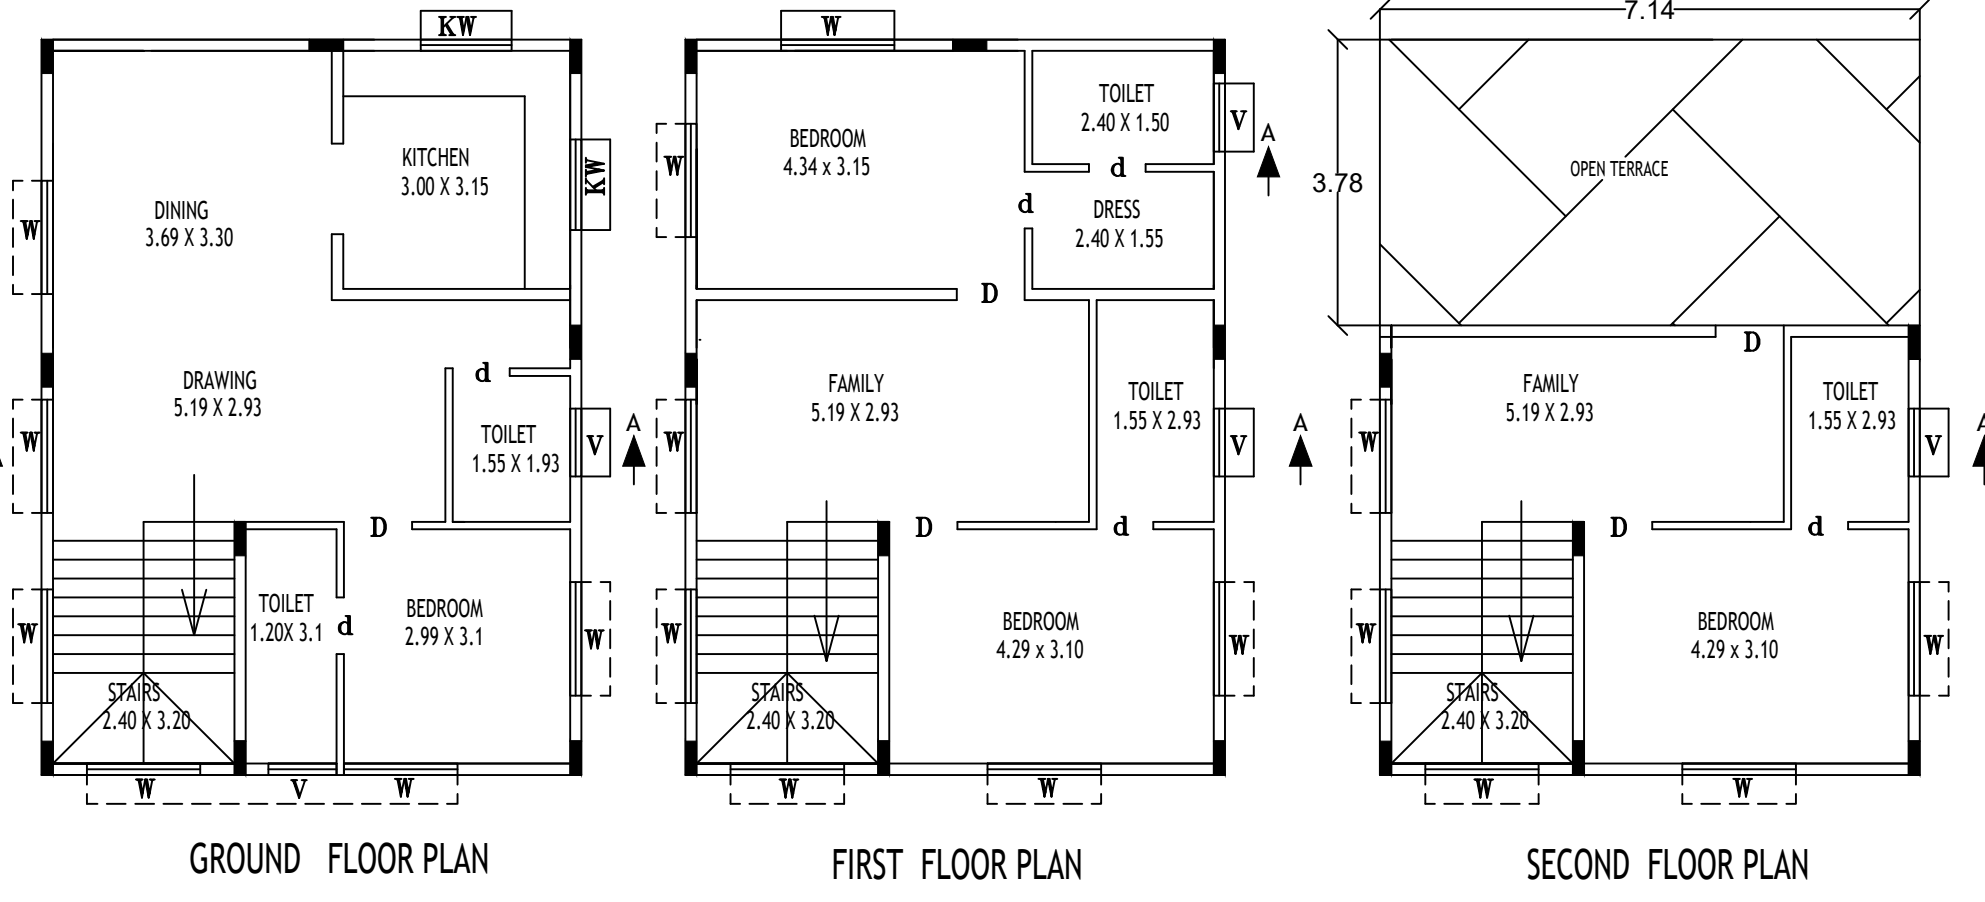 KW
KITCHEN
3.00 X 3.15
KW
DINING
3.69 X 3.30
W
DRAWING
5.19 X 2.93
W
d
TOILET
1.55 X 1.93
V
A
D
TOILET
1.20X 3.1
d
BEDROOM
2.99 X 3.1
W
W
STAIRS
2.40 X 3.20
W
V
W
GROUND FLOOR PLAN
W
TOILET
2.40 X 1.50
V
A
BEDROOM
4.34 x 3.15
W
d
d
DRESS
2.40 X 1.55
D
FAMILY
5.19 X 2.93
W
TOILET
1.55 X 2.93
V
A
D
d
BEDROOM
4.29 x 3.10
W
W
STAIRS
2.40 X 3.20
W
W
FIRST FLOOR PLAN
7.14
3.78
OPEN TERRACE
D
FAMILY
5.19 X 2.93
W
TOILET
1.55 X 2.93
V
A
D
d
BEDROOM
4.29 x 3.10
W
W
STAIRS
2.40 X 3.20
W
W
SECOND FLOOR PLAN